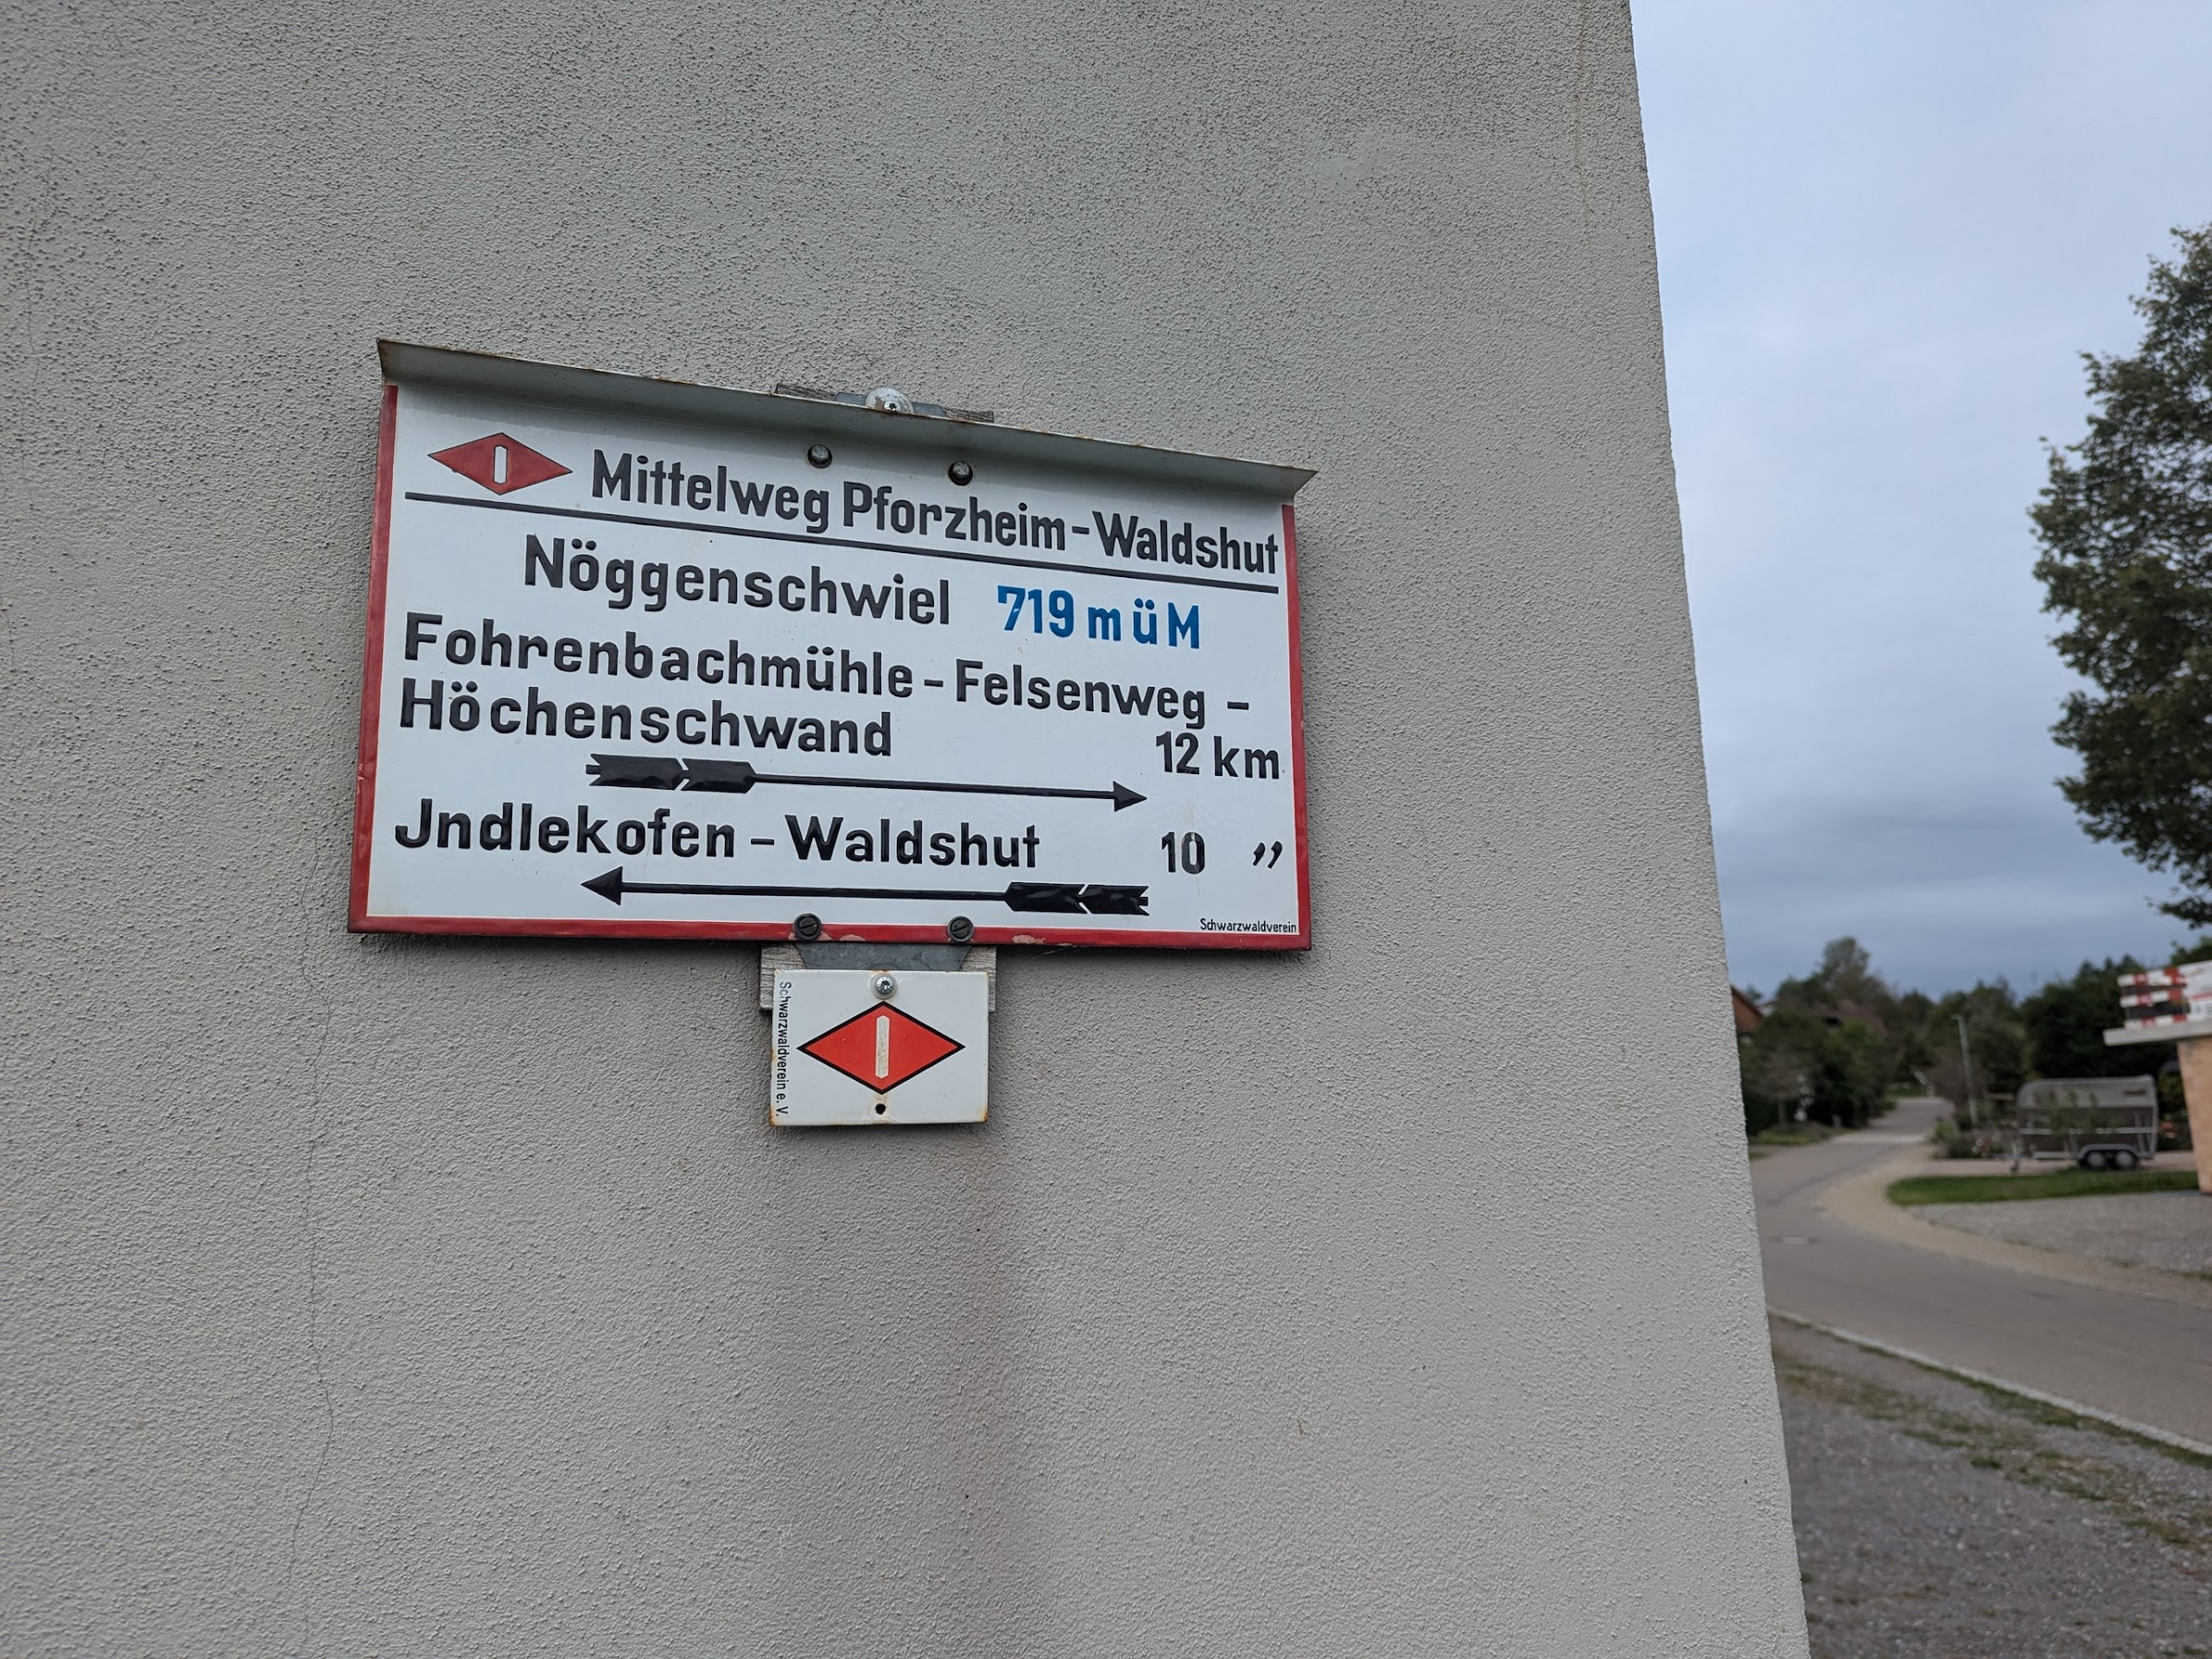 Mittelweg Pforzheim-Waldshut
Nöggenschwiel 719 m ü M
Fohrenbachmühle - Felsenweg -
Höchenschwand 12 km
Jndlekofen - Waldshut 10 "
Schwarzwaldverein
Schwarzwaldverein e. V.